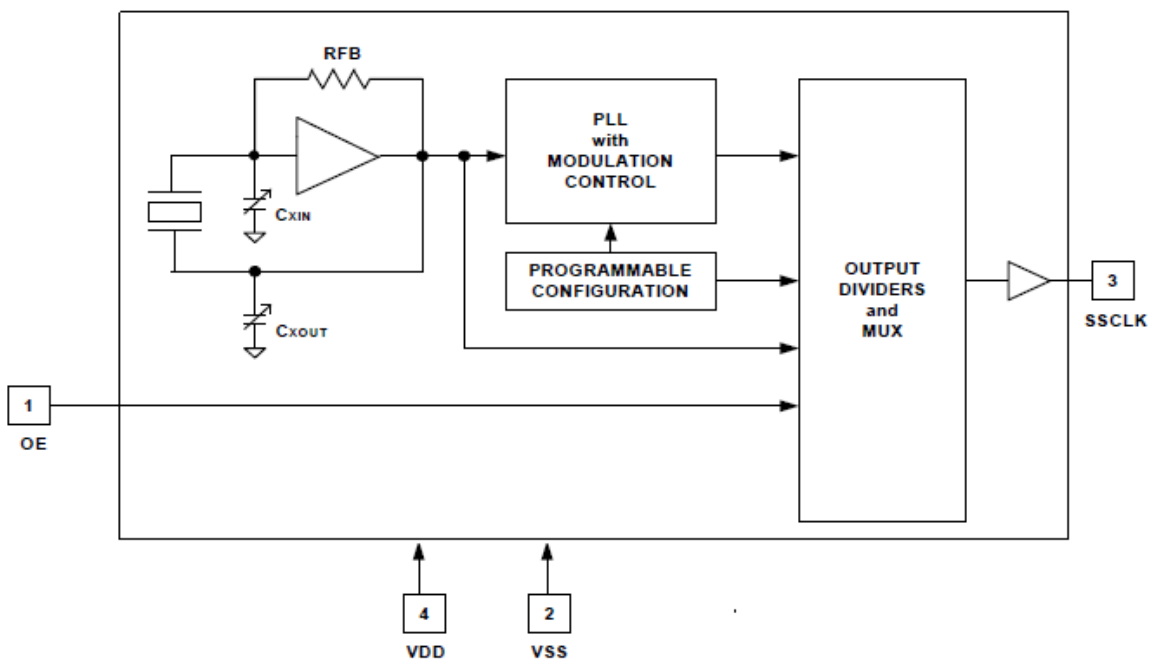 RFB
PLL
with
MODULATION
CONTROL
CXIN
PROGRAMMABLE
CONFIGURATION
OUTPUT
DIVIDERS
and
MUX
3
SSCLK
CXOUT
1
OE
4
VDD
2
VSS